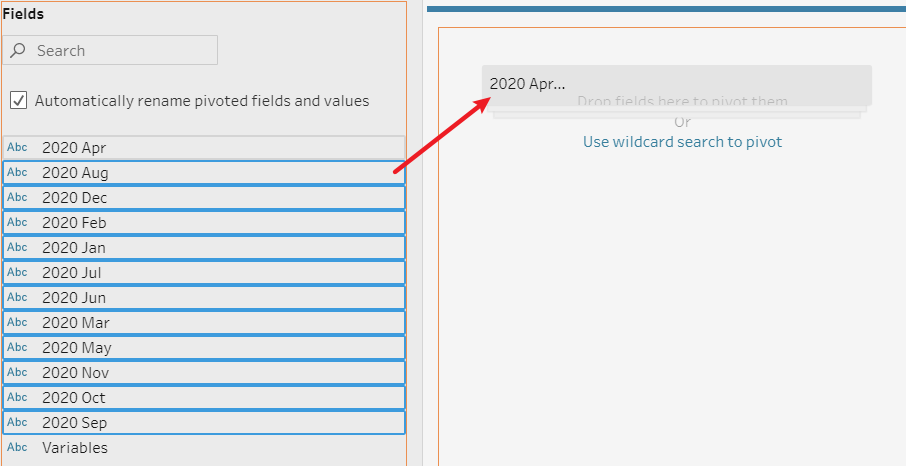 Fields
Search
Automatically rename pivoted fields and values
Abc 2020 Apr
Abc 2020 Aug
Abc 2020 Dec
Abc 2020 Feb
Abc 2020 Jan
Abc 2020 Jul
Abc 2020 Jun
Abc 2020 Mar
Abc 2020 May
Abc 2020 Nov
Abc 2020 Oct
Abc 2020 Sep
Abc Variables
2020 Apr...
Drop fields here to pivot them
Or
Use wildcard search to pivot